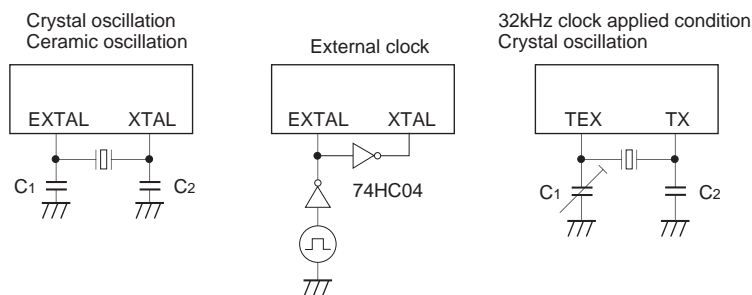 Crystal oscillation
Ceramic oscillation
EXTAL XTAL
C1 C2
External clock
EXTAL XTAL
74HC04
32kHz clock applied condition
Crystal oscillation
TEX TX
C1 C2